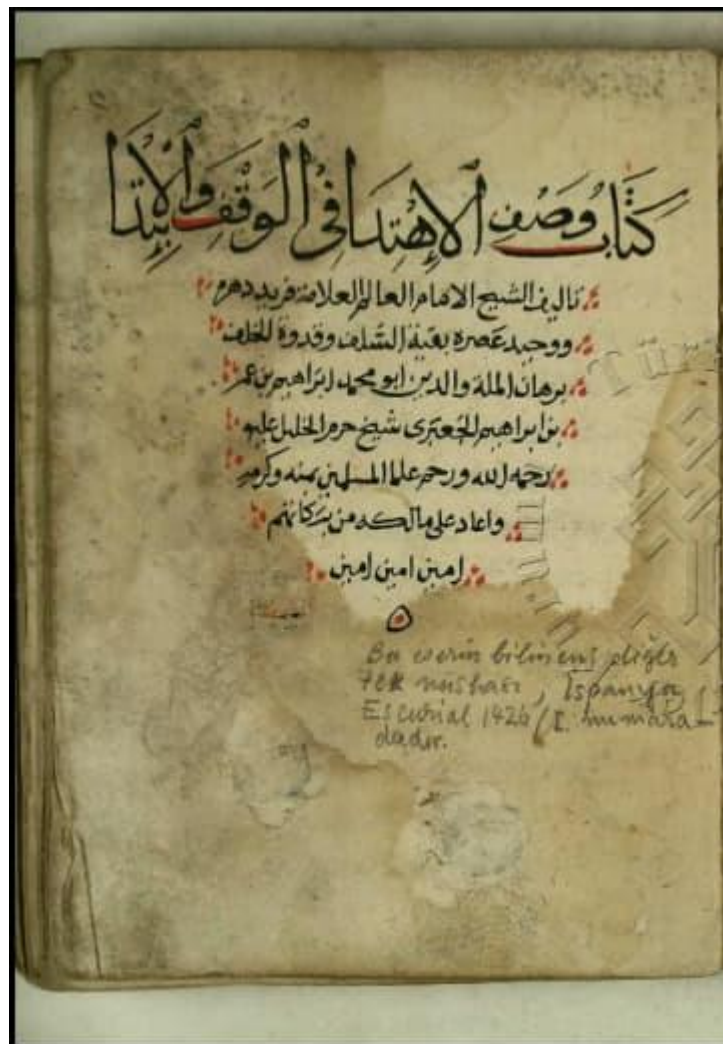 كتاب وصف الاهتدا في الوقف والابتدا
تاليف الشيخ الامام العالم العلامة فريد دهره
ووحيد عصره بقية السلف وقدوة الخلف
برهان الملة والدين ابو محمد ابراهيم بن عمر
بن ابراهيم الجعبري شيخ حرم الخليل عليه
رحمه الله ورحم علما المسلمين بمنه وكرمه
واعاد على مالكه من بركاتهم
امين امين امين
Bu eserin bilinen diğer
tek nushası, İspanya,
Escurial 1426/I. numara-
dadır.